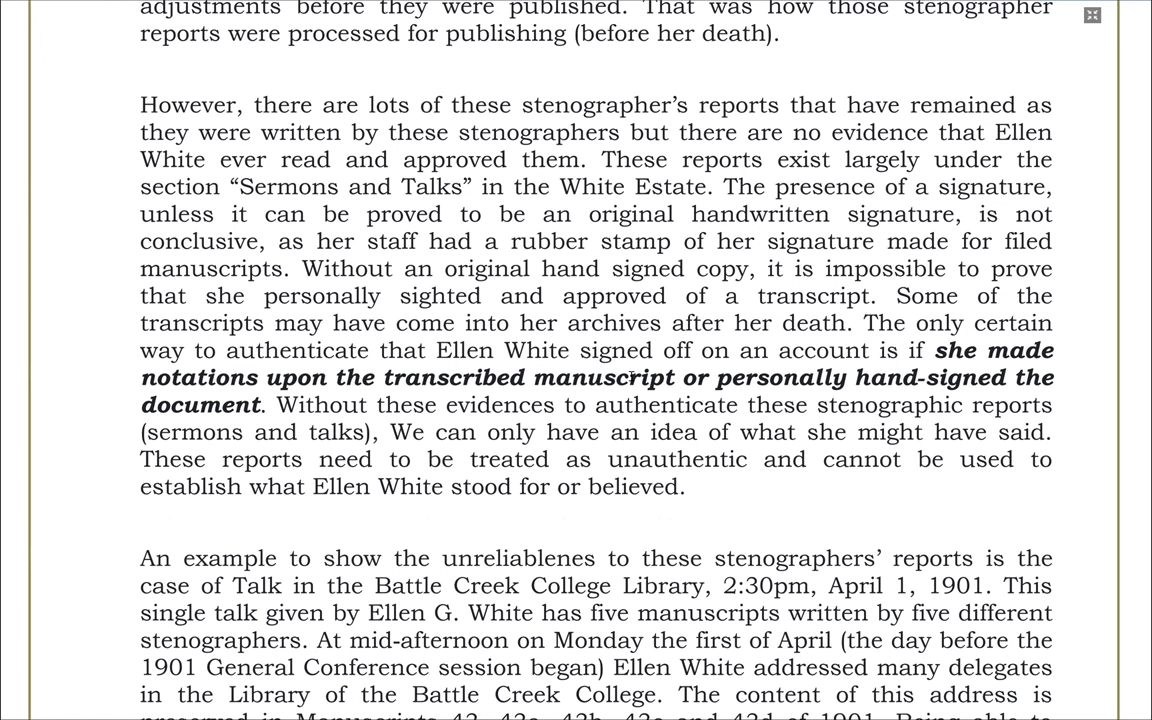 adjustments before they were published. That was how those stenographer
reports were processed for publishing (before her death).
However, there are lots of these stenographer’s reports that have remained as
they were written by these stenographers but there are no evidence that Ellen
White ever read and approved them. These reports exist largely under the
section “Sermons and Talks” in the White Estate. The presence of a signature,
unless it can be proved to be an original handwritten signature, is not
conclusive, as her staff had a rubber stamp of her signature made for filed
manuscripts. Without an original hand signed copy, it is impossible to prove
that she personally sighted and approved of a transcript. Some of the
transcripts may have come into her archives after her death. The only certain
way to authenticate that Ellen White signed off on an account is if she made
notations upon the transcribed manuscript or personally hand-signed the
document. Without these evidences to authenticate these stenographic reports
(sermons and talks), We can only have an idea of what she might have said.
These reports need to be treated as unauthentic and cannot be used to
establish what Ellen White stood for or believed.
An example to show the unreliablenes to these stenographers’ reports is the
case of Talk in the Battle Creek College Library, 2:30pm, April 1, 1901. This
single talk given by Ellen G. White has five manuscripts written by five different
stenographers. At mid-afternoon on Monday the first of April (the day before the
1901 General Conference session began) Ellen White addressed many delegates
in the Library of the Battle Creek College. The content of this address is
preserved in Manuscripts 43, 43a, 43b, 43c and 43d of 1901. Being able to